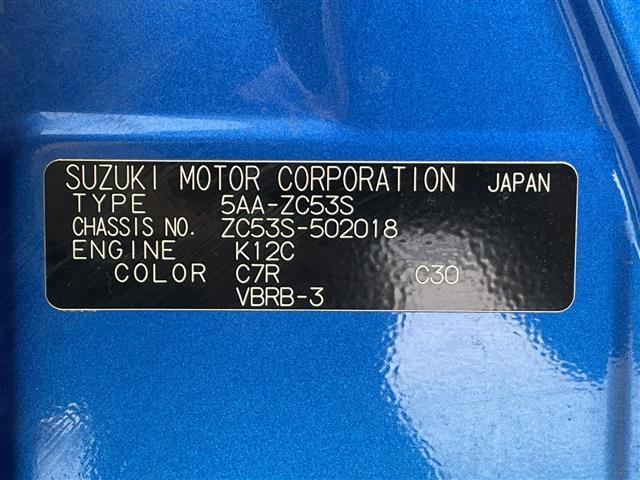 SUZUKI MOTOR CORPORATION JAPAN
TYPE 5AA-ZC53S
CHASSIS NO. ZC53S-502018
ENGINE K12C
COLOR C7R C30
VBRB-3